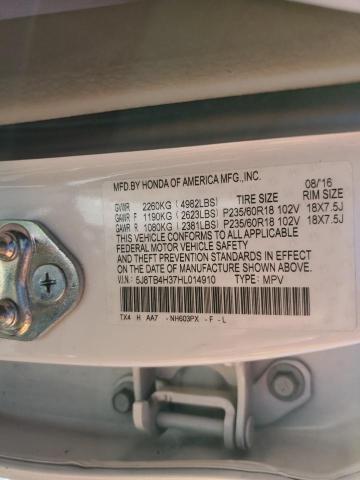 MFD.BY HONDA OF AMERICA MFG.,INC. 08/'16
GVWR 2260KG (4982LBS) TIRE SIZE RIM SIZE
GAWR F 1190KG (2623LBS) P235/60R18 102V 18X7.5J
GAWR R 1080KG (2381LBS) P235/60R18 102V 18X7.5J
THIS VEHICLE CONFORMS TO ALL APPLICABLE
FEDERAL MOTOR VEHICLE SAFETY
AND THEFT PREVENTION STANDARDS IN EFFECT ON
THE DATE OF MANUFACTURE SHOWN ABOVE.
V.I.N.: 5J8TB4H37HL014910 TYPE: MPV
TX4 H AA7 - NH603PX - F - L